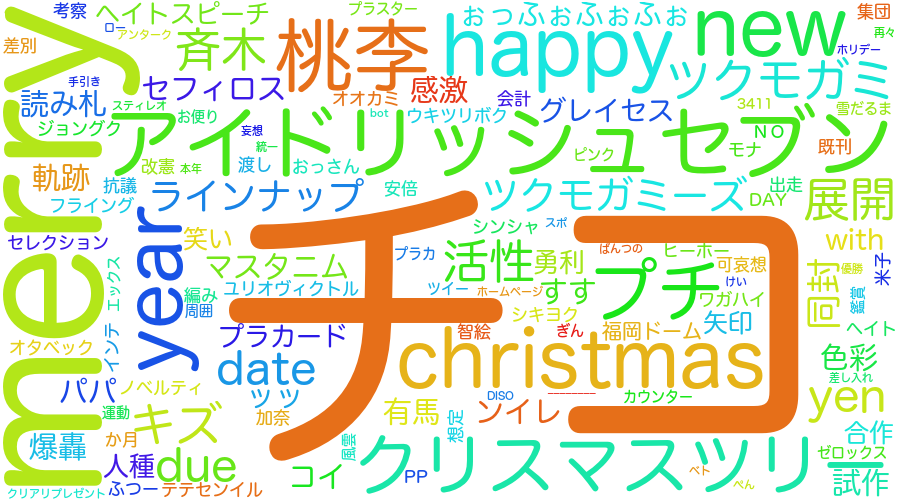 考察
ヘイトスピーチ
プラスター
ぉっふぉふぉふぉ
集団
ロー
アンターク
斉木
桃李
happy
new
再々
差別
ホリデー
merry
手引き
セフィロス
オオカミ
感激
会計
ツクモガミ
読み札
スティレオ
お便り
bot
ウキツリボク
グレイセス
3411
雪だるま
ジョングク
妄想
アイドリッシュセブン
NO
既刊
統一
ピンク
モナ
改憲
本年
渡し
おっさん
軌跡
抗議
フライング
ラインナップ
安倍
ツクモガミーズ
出走
DAY
展開
year
チコ
シンシャ
スポ
セレクション
笑い
プラカ
活性
勇利
ぱんつの
ヒーホー
with
マスタニム
可哀想
優勝
米子
エックス
編み
周囲
ユリオヴィクトル
ツイー
ホームページ
すす
プチ
けい
ワガハイ
同封
鑑賞
インテ
プラカード
智絵
シキヨク
ぎん
福岡ドーム
矢印
ヘイト
オタペック
date
christmas
色彩
差し入れ
パパ
ノベルティ
ッッ
DISO
カウンター
yen
運動
キズ
加奈
有馬
ンイレ
想定
爆轟
か月
風雲
クリスマスツリー
合作
人種
due
コイ
PP
ベト
ゼロックス
クリアリプレゼント
ふつー
テテセンイル
ぺん
試作